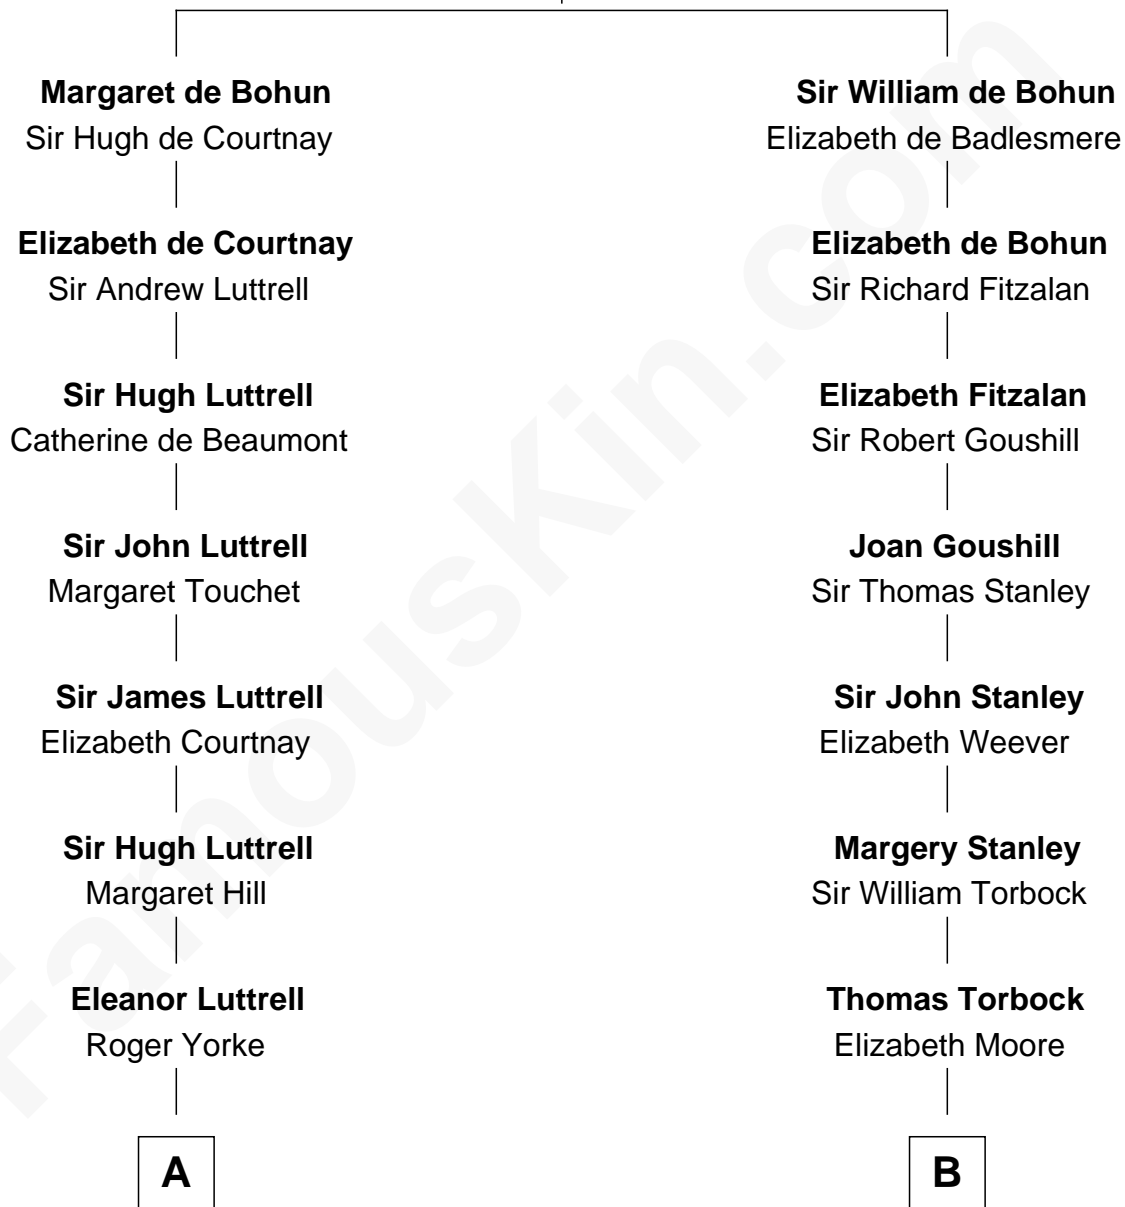 Margaret de Bohun
Sir Hugh de Courtnay
Elizabeth de Courtnay
Sir Andrew Luttrell
Sir Hugh Luttrell
Catherine de Beaumont
Sir John Luttrell
Margaret Touchet
Sir James Luttrell
Elizabeth Courtnay
Sir Hugh Luttrell
Margaret Hill
Eleanor Luttrell
Roger Yorke
A
Sir William de Bohun
Elizabeth de Badlesmere
Elizabeth de Bohun
Sir Richard Fitzalan
Elizabeth Fitzalan
Sir Robert Goushill
Joan Goushill
Sir Thomas Stanley
Sir John Stanley
Elizabeth Weever
Margery Stanley
Sir William Torbock
Thomas Torbock
Elizabeth Moore
B
FamousKin.com